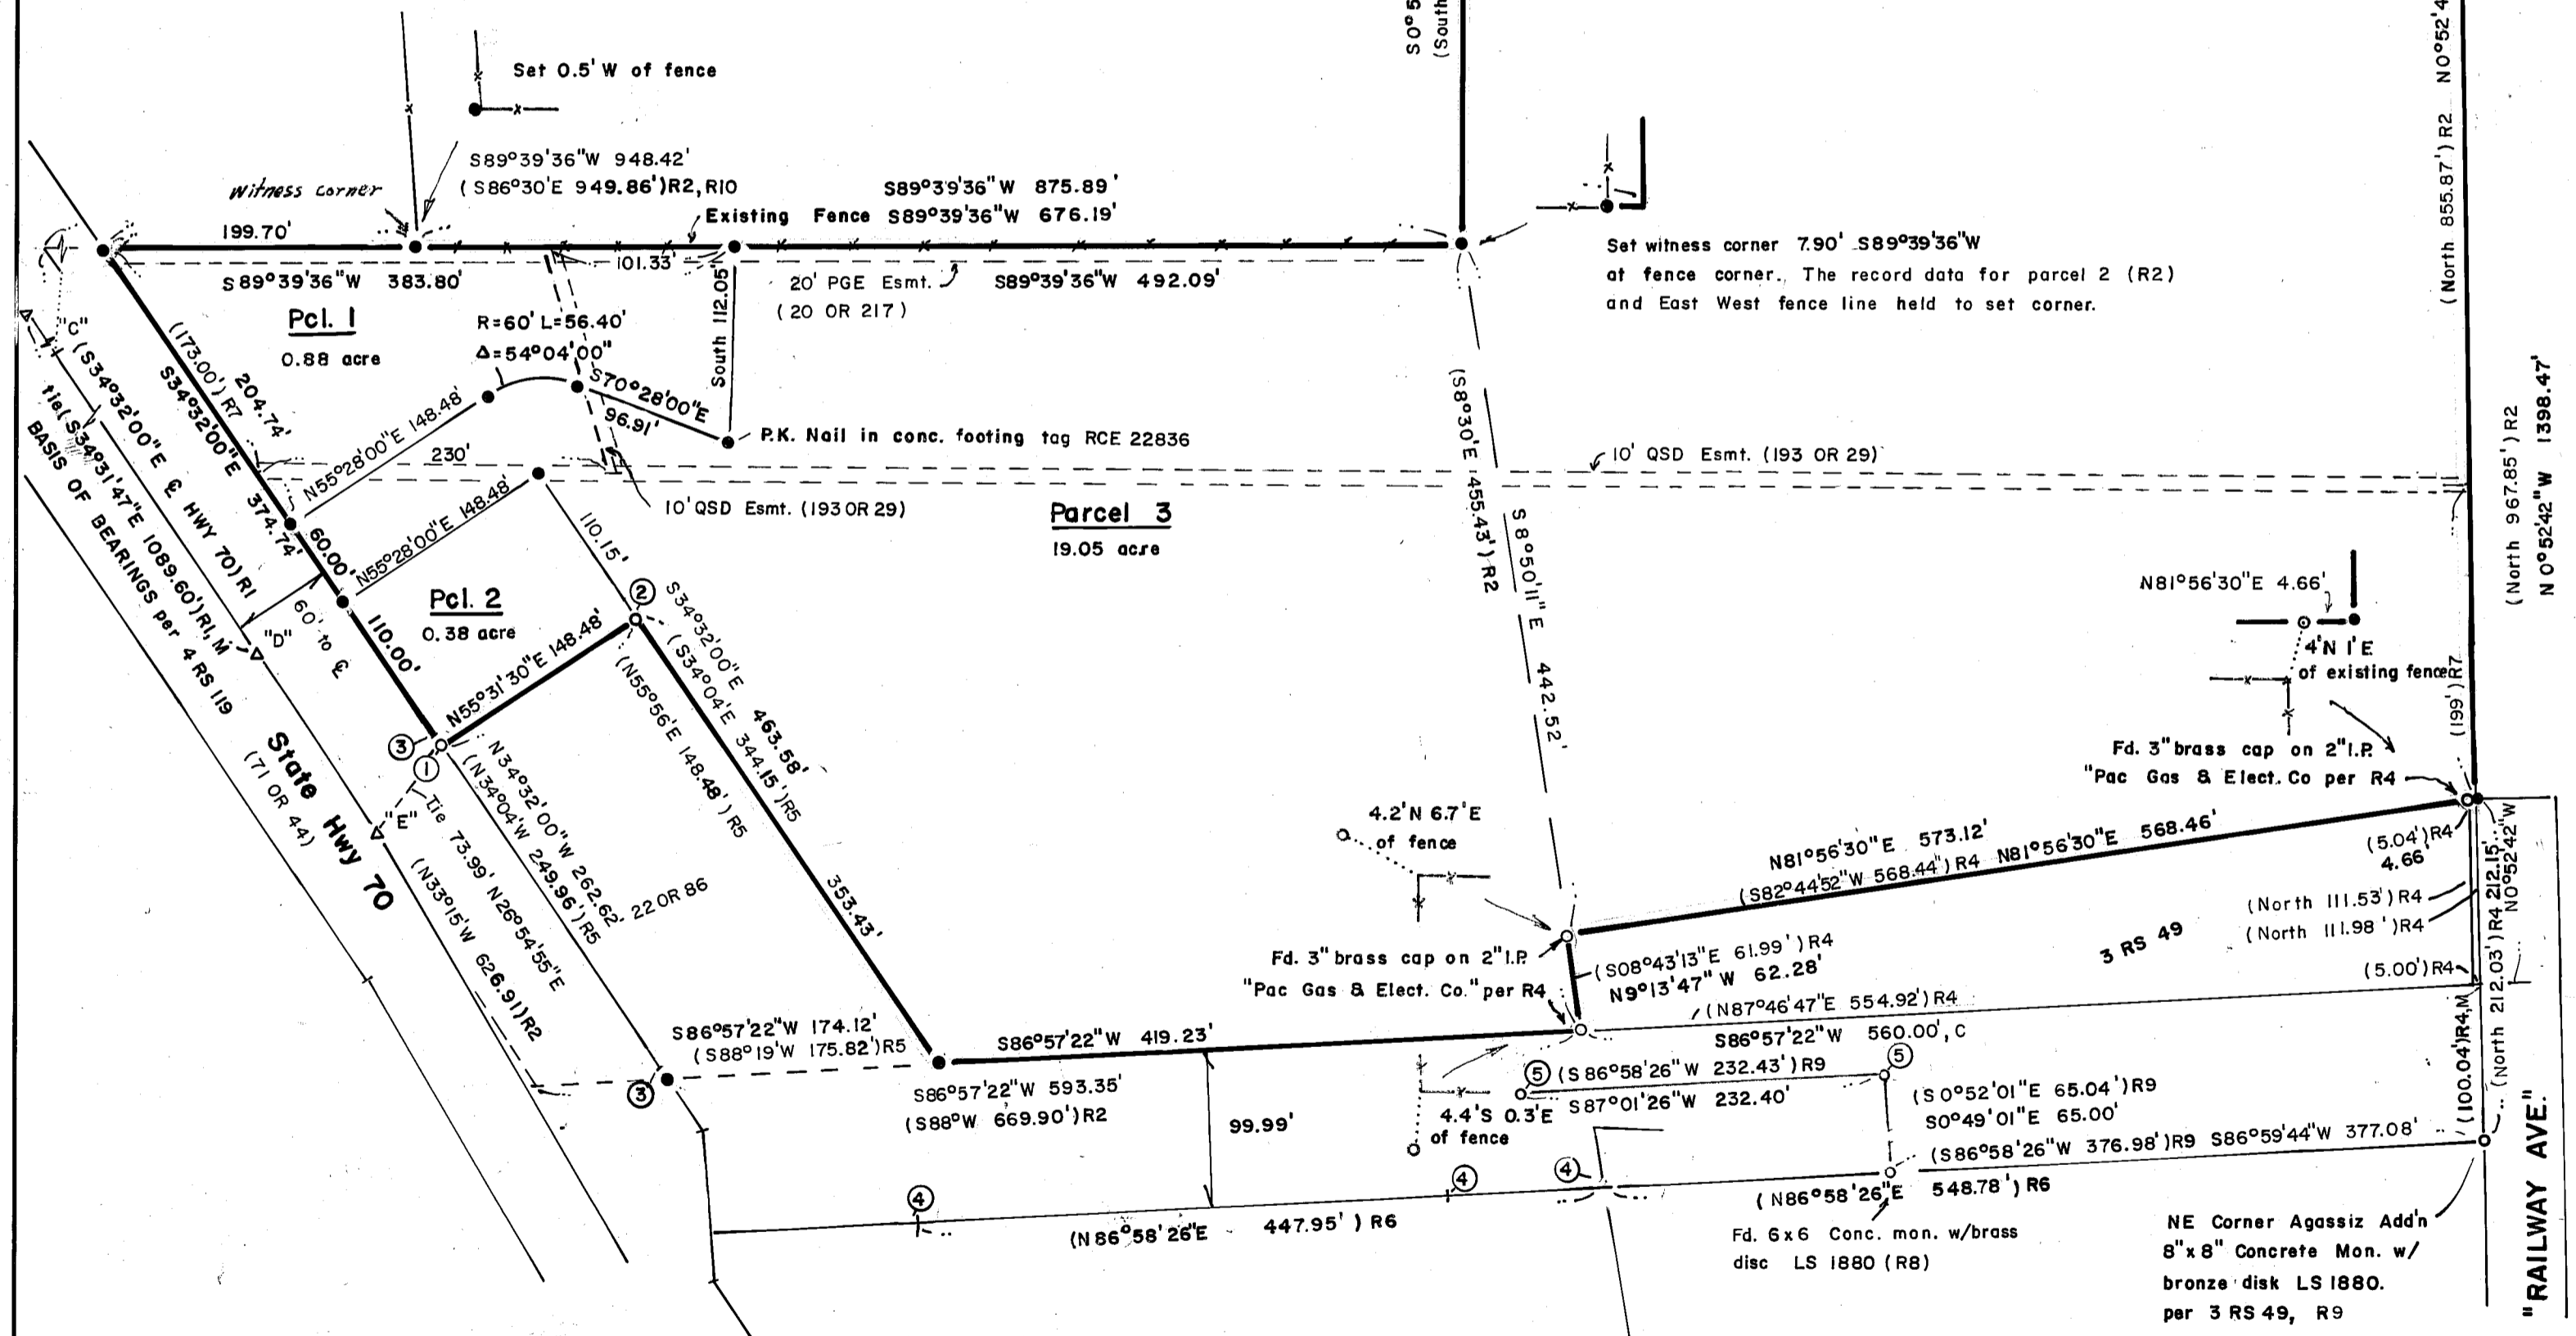 Set 0.5' W of fence
Witness corner
S89°39'36"W 948.42'
(S86°30'E 949.86')R2,R10
199.70'
S89°39'36"W 875.89'
Existing Fence S89°39'36"W 676.19'
S89°39'36"W 383.80'
101.33'
20' PGE Esmt.
(20 OR 217)
S89°39'36"W 492.09'
Set witness corner 7.90' S89°39'36"W
at fence corner. The record data for parcel 2 (R2)
and East West fence line held to set corner.
(South
(North 855.87')R2 N0°52'4
Pcl. 1
0.88 acre
R=60' L=56.40'
Δ=54°04'00"
South 112.05'
S70°28'00"E
96.91'
P.K. Nail in conc. footing tag RCE 22836
(173.00')R7
204.74'
S34°32'00"E 374.74'
N55°28'00"E 148.48'
230'
10' QSD Esmt. (193 OR 29)
10' QSD Esmt. (193 OR 29)
60.00'
N55°28'00"E 148.48'
Parcel 3
19.05 acre
Pcl. 2
0.38 acre
110.15'
110.00'
N55°31'30"E 148.48'
"C"
(S34°32'00"E ℄ HWY 70)R1
tie(S34°31'47"E 1089.60')R1,M
BASIS OF BEARINGS per 4 RS 119
60' to ℄
"D"
State Hwy 70
(71 OR 44)
"E"
2
3
1
S34°32'00"E 463.58'
(S34°04'E 344.15')R5
(N55°56'E 148.48')R5
353.43'
Tie 73.99' N26°54'55"E
N34°32'00"W 262.62
(N34°04'W 249.96')R5
22 OR 86
(N33°15'W 626.91)R2
(S8°30'E 455.43')R2
S8°50'11"E 442.52'
(North 967.85')R2
N0°52'42"W 1398.47'
N81°56'30"E 4.66'
4'N 1'E
of existing fence
(199')R7
Fd. 3" brass cap on 2" I.P.
"Pac Gas & Elect. Co per R4
4.2'N 6.7'E
of fence
N81°56'30"E 573.12'
(S82°44'52"W 568.44')R4 N81°56'30"E 568.46'
(5.04')R4
4.66'
(North 111.53')R4
(North 111.98')R4
(5.00')R4
212.15'
N0°52'42"W
(North 212.03')R4
3 RS 49
Fd. 3" brass cap on 2" I.P.
"Pac Gas & Elect. Co." per R4
(S08°43'13"E 61.99')R4
N9°13'47"W 62.28'
(N87°46'47"E 554.92')R4
S86°57'22"W 560.00', C
S86°57'22"W 174.12'
(S88°19'W 175.82')R5
3
S86°57'22"W 419.23'
S86°57'22"W 593.35'
(S88°W 669.90')R2
99.99'
5 (S86°58'26"W 232.43')R9
S87°01'26"W 232.40'
5
4.4'S 0.3'E
of fence
(S0°52'01"E 65.04')R9
S0°49'01"E 65.00'
(S86°58'26"W 376.98')R9 S86°59'44"W 377.08'
(100.04')R4,M
4
4
4
(N86°58'26"E 447.95')R6
(N86°58'26"E 548.78')R6
Fd. 6x6 Conc. mon. w/brass
disc LS 1880 (R8)
NE Corner Agassiz Add'n
8"x8" Concrete Mon. w/
bronze disk LS 1880.
per 3 RS 49, R9
"RAILWAY AVE."